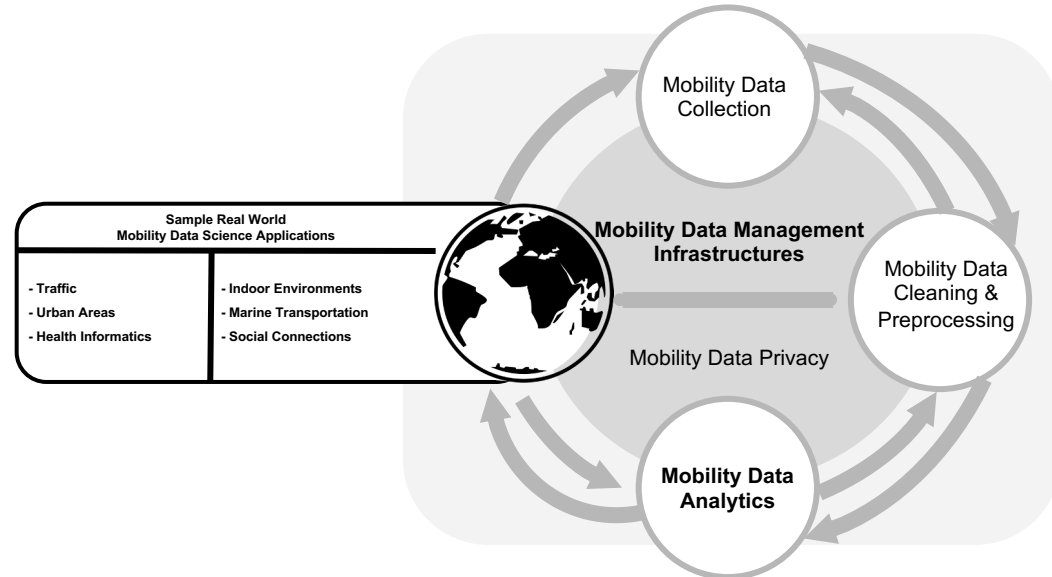 Mobility Data
Collection
Sample Real World
Mobility Data Science Applications
- Traffic
- Urban Areas
- Health Informatics
- Indoor Environments
- Marine Transportation
- Social Connections
Mobility Data Management
Infrastructures
Mobility Data Privacy
Mobility Data
Cleaning &
Preprocessing
Mobility Data
Analytics